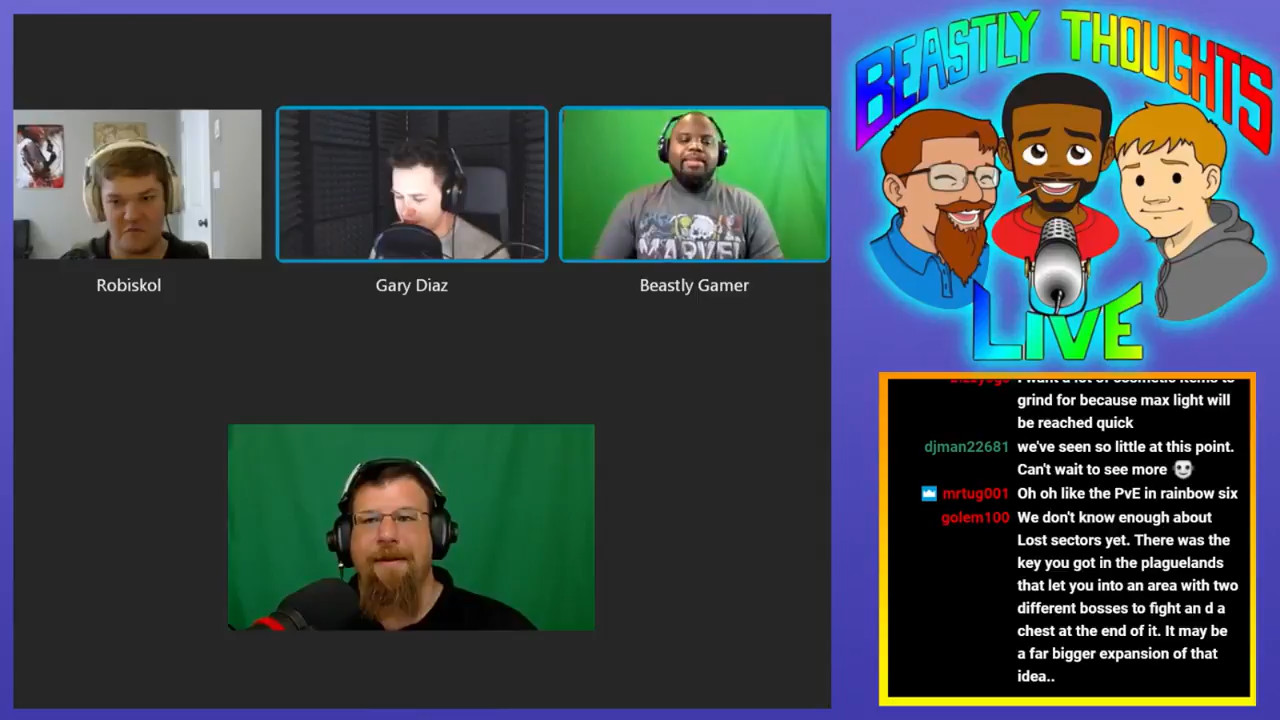 BEASTLY THOUGHTS
LIVE
Robiskol
Gary Diaz
Beastly Gamer
MARVEL
grind for because max light will
be reached quick
djman22681 we've seen so little at this point.
Can't wait to see more
mrtug001 Oh oh like the PvE in rainbow six
golem100 We don't know enough about
Lost sectors yet. There was the
key you got in the plaguelands
that let you into an area with two
different bosses to fight an d a
chest at the end of it. It may be
a far bigger expansion of that
idea..